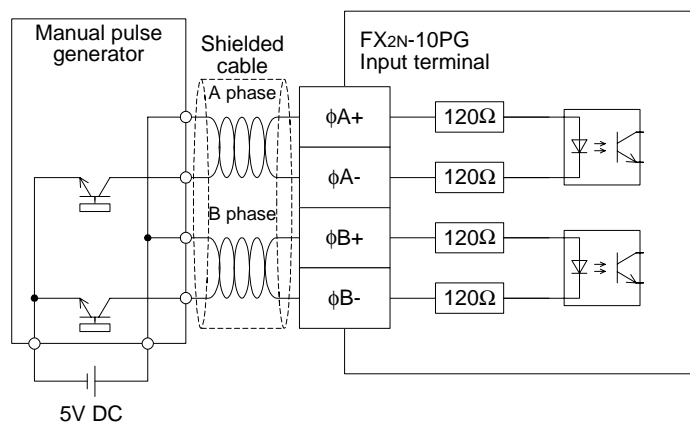 Manual pulse
generator
Shielded
cable
FX2N-10PG
Input terminal
A phase
φA+
120Ω
φA-
120Ω
B phase
φB+
120Ω
φB-
120Ω
5V DC